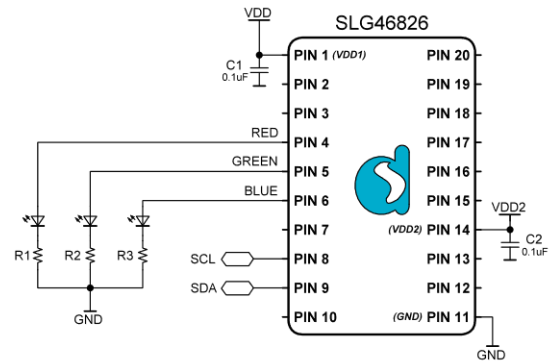 VDD
SLG46826
C1
0.1uF
PIN 1 (VDD1)
PIN 20
PIN 2
PIN 19
PIN 3
PIN 18
RED
PIN 4
PIN 17
GREEN
PIN 5
PIN 16
BLUE
PIN 6
PIN 15
VDD2
PIN 7
(VDD2) PIN 14
C2
0.1uF
R1
R2
R3
SCL
PIN 8
PIN 13
SDA
PIN 9
PIN 12
GND
PIN 10
(GND) PIN 11
GND